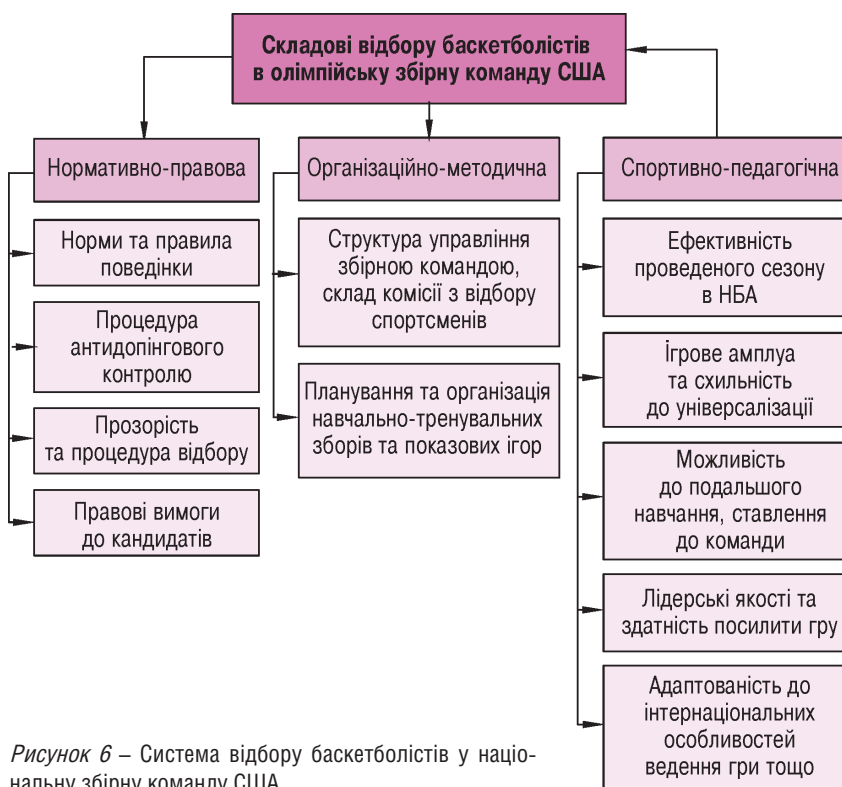 Складові відбору баскетболістів
в олімпійську збірну команду США
Нормативно-правова
Норми та правила
поведінки
Процедура
антидопінгового
контролю
Прозорість
та процедура відбору
Правові вимоги
до кандидатів
Організаційно-методична
Структура управління
збірною командою,
склад комісії з відбору
спортсменів
Планування та організація
навчально-тренувальних
зборів та показових ігор
Спортивно-педагогічна
Ефективність
проведеного сезону
в НБА
Ігрове амплуа
та схильність
до універсалізації
Можливість
до подальшого
навчання, ставлення
до команди
Лідерські якості та
здатність посилити гру
Адаптованість до
інтернаціональних
особливостей
ведення гри тощо
Рисунок 6 – Система відбору баскетболістів у націо-
нальну збірну команду США